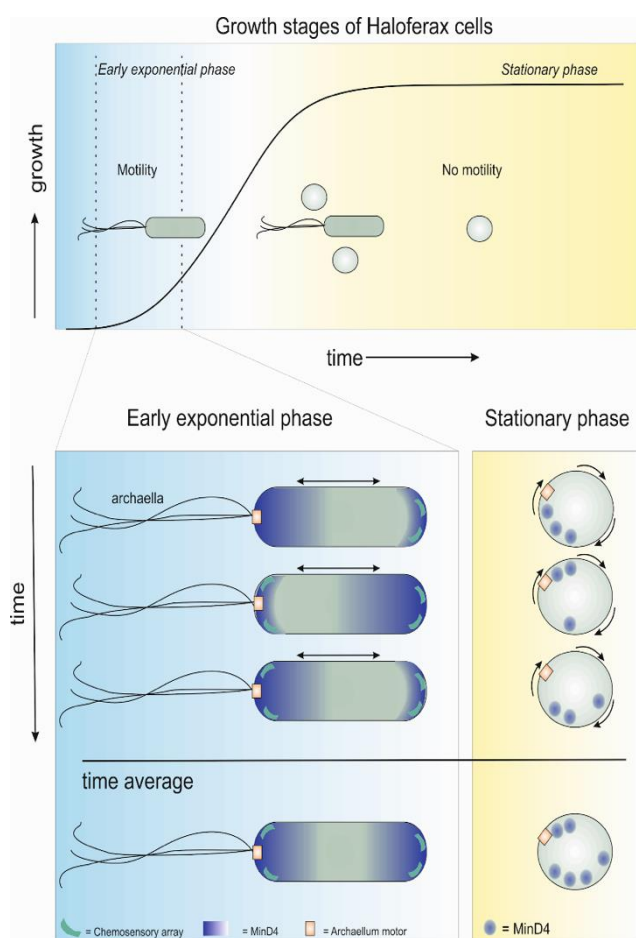 Growth stages of Haloferax cells
Early exponential phase
Stationary phase
Motility
No motility
growth
time
Early exponential phase
Stationary phase
archaella
time
time average
= Chemosensory array
= MinD4
= Archaellum motor
= MinD4